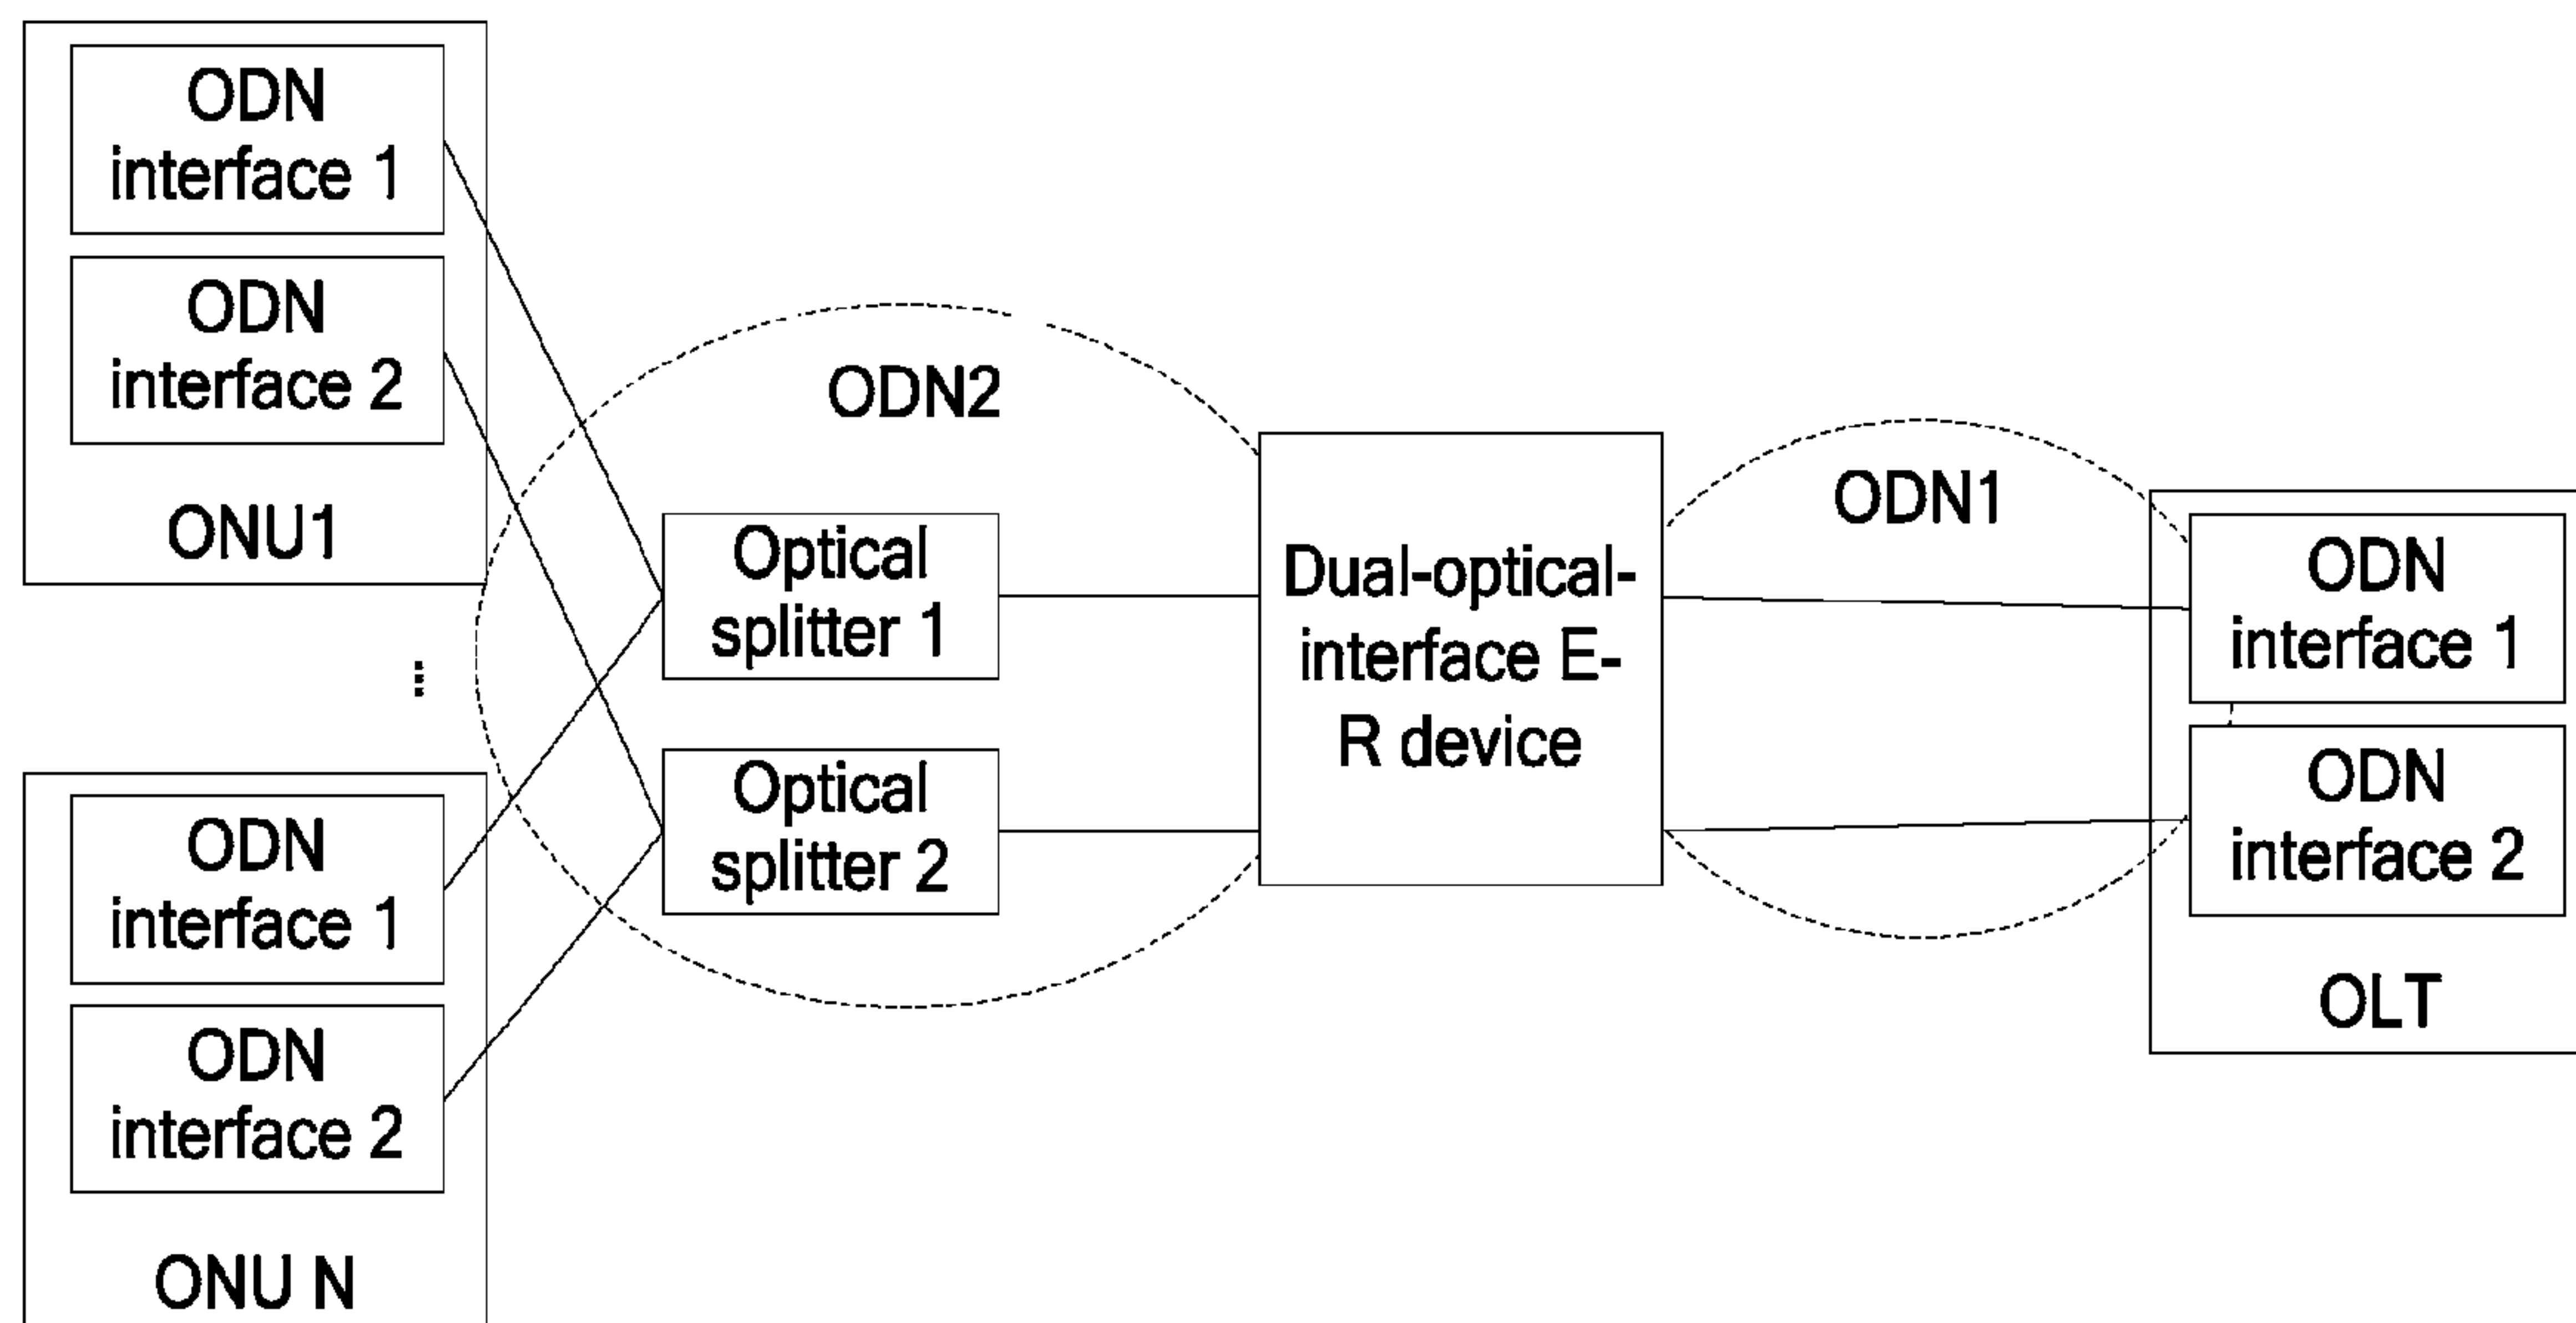 ODN
interface 1
ODN
interface 2
ONU1
...
ODN
interface 1
ODN
interface 2
ONU N
ODN2
Optical
splitter 1
Optical
splitter 2
Dual-optical-
interface E-
R device
ODN1
ODN
interface 1
ODN
interface 2
OLT